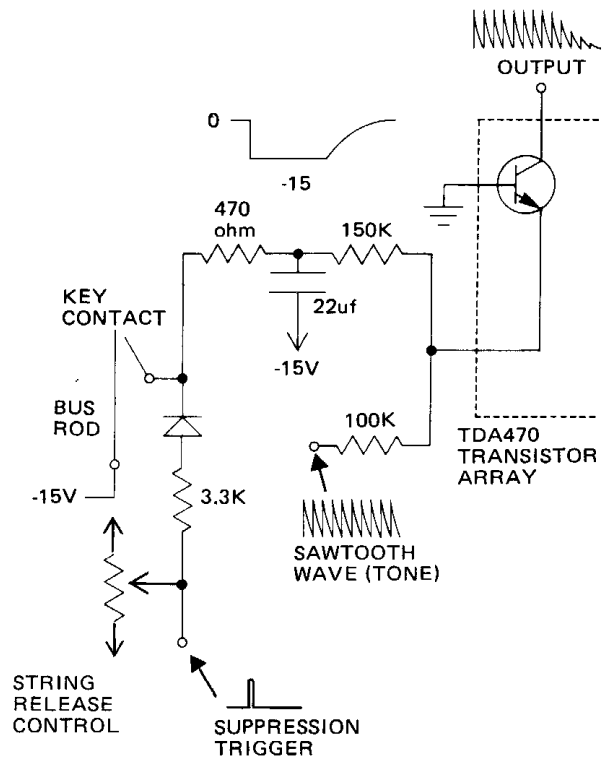 OUTPUT
0
-15
470
ohm
150K
KEY
CONTACT
22uf
-15V
BUS
ROD
100K
TDA470
TRANSISTOR
ARRAY
-15V
3.3K
SAWTOOTH
WAVE (TONE)
STRING
RELEASE
CONTROL
SUPPRESSION
TRIGGER